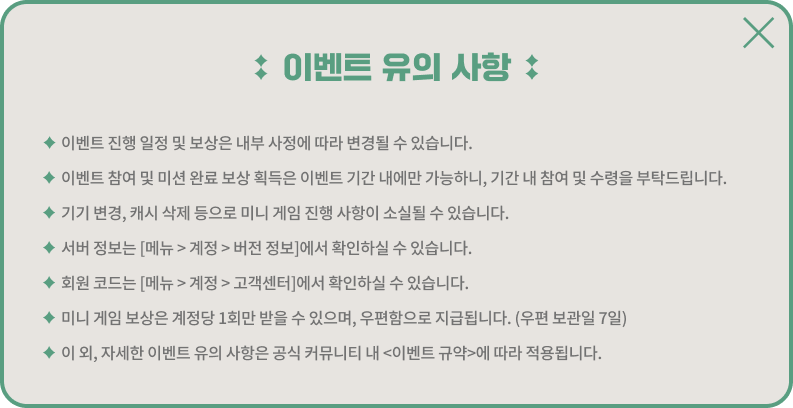 이벤트 유의 사항
이벤트 진행 일정 및 보상은 내부 사정에 따라 변경될 수 있습니다.
이벤트 참여 및 미션 완료 보상 획득은 이벤트 기간 내에만 가능하니, 기간 내 참여 및 수령을 부탁드립니다.
기기 변경, 캐시 삭제 등으로 미니 게임 진행 사항이 소실될 수 있습니다.
서버 정보는 [메뉴 > 계정 > 버전 정보]에서 확인하실 수 있습니다.
회원 코드는 [메뉴 > 계정 > 고객센터]에서 확인하실 수 있습니다.
미니 게임 보상은 계정당 1회만 받을 수 있으며, 우편함으로 지급됩니다. (우편 보관일 7일)
이 외, 자세한 이벤트 유의 사항은 공식 커뮤니티 내 <이벤트 규약>에 따라 적용됩니다.